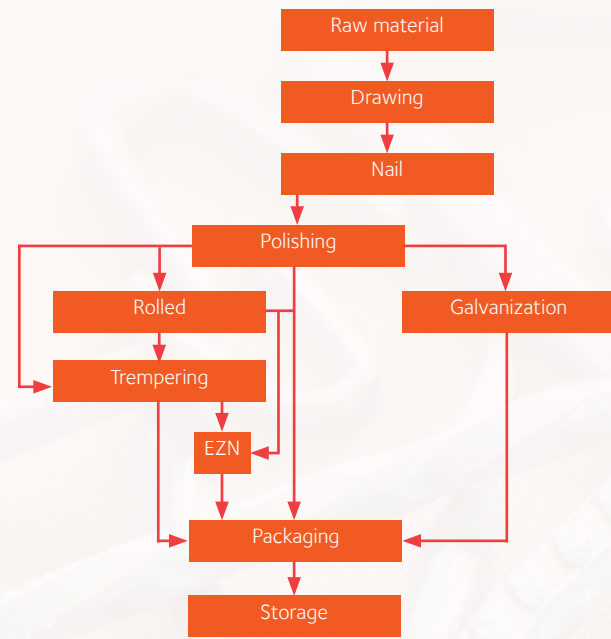 Raw material
Drawing
Nail
Polishing
Rolled
Galvanization
Trempering
EZN
Packaging
Storage